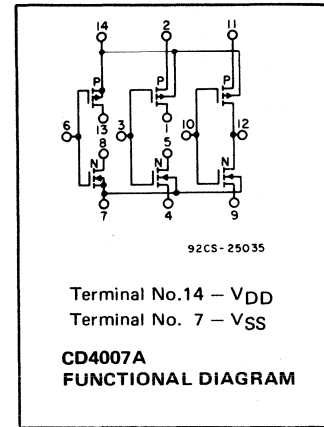 14 2 11
P P P
13 1
6 3 10 12
8 5
N N N
7 4 9
92CS-25035
Terminal No.14 – VDD
Terminal No. 7 – VSS
CD4007A
FUNCTIONAL DIAGRAM